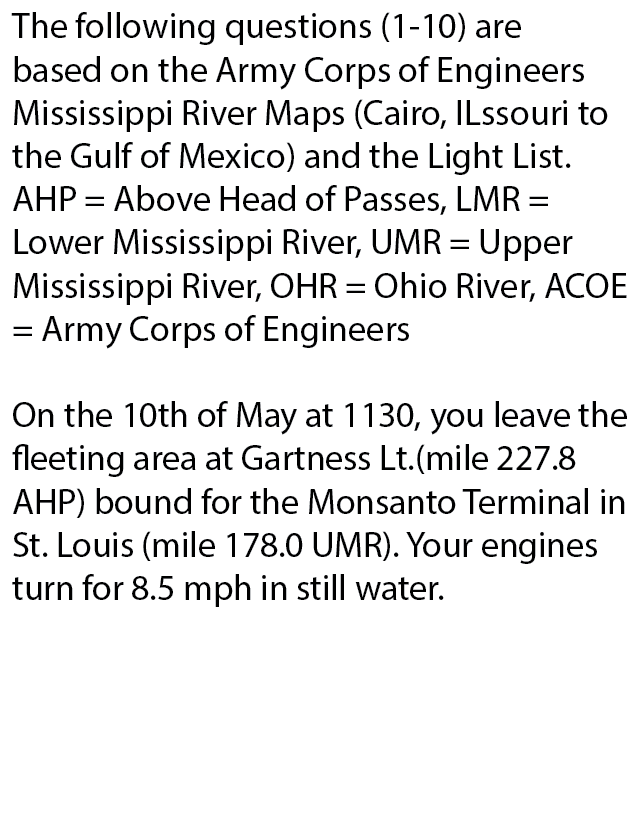 The following questions (1-10) are
based on the Army Corps of Engineers
Mississippi River Maps (Cairo, ILssouri to
the Gulf of Mexico) and the Light List.
AHP = Above Head of Passes, LMR =
Lower Mississippi River, UMR = Upper
Mississippi River, OHR = Ohio River, ACOE
= Army Corps of Engineers
On the 10th of May at 1130, you leave the
fleeting area at Gartness Lt.(mile 227.8
AHP) bound for the Monsanto Terminal in
St. Louis (mile 178.0 UMR). Your engines
turn for 8.5 mph in still water.